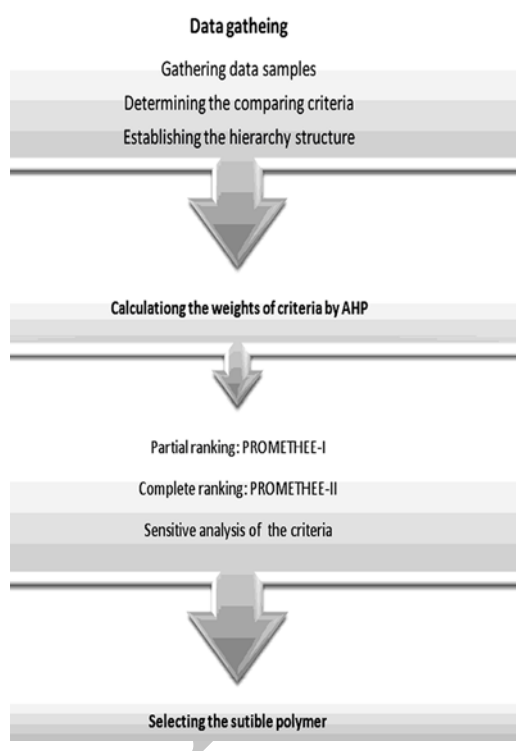 Data gatheing
Gathering data samples
Determining the comparing criteria
Establishing the hierarchy structure
Calculationg the weights of criteria by AHP
Partial ranking: PROMETHEE-I
Complete ranking: PROMETHEE-II
Sensitive analysis of the criteria
Selecting the sutible polymer